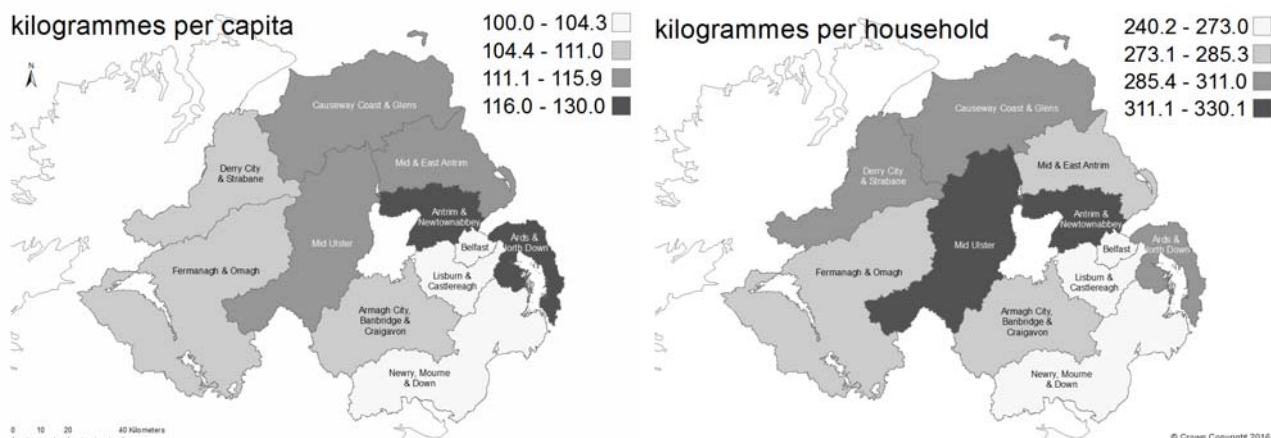 kilogrammes per capita
100.0 - 104.3
104.4 - 111.0
111.1 - 115.9
116.0 - 130.0
N
Causeway Coast & Glens
Derry City
& Strabane
Mid & East Antrim
Antrim &
Newtownabbey
Mid Ulster
Belfast
Ards &
North Down
Fermanagh & Omagh
Lisburn &
Castlereagh
Armagh City,
Banbridge &
Craigavon
Newry, Mourne
& Down
0 10 20 40 Kilometers
kilogrammes per household
240.2 - 273.0
273.1 - 285.3
285.4 - 311.0
311.1 - 330.1
Causeway Coast & Glens
Derry City
& Strabane
Mid & East Antrim
Antrim &
Newtownabbey
Mid Ulster
Belfast
Ards &
North Down
Fermanagh & Omagh
Lisburn &
Castlereagh
Armagh City,
Banbridge &
Craigavon
Newry, Mourne
& Down
© Crown Copyright 2016